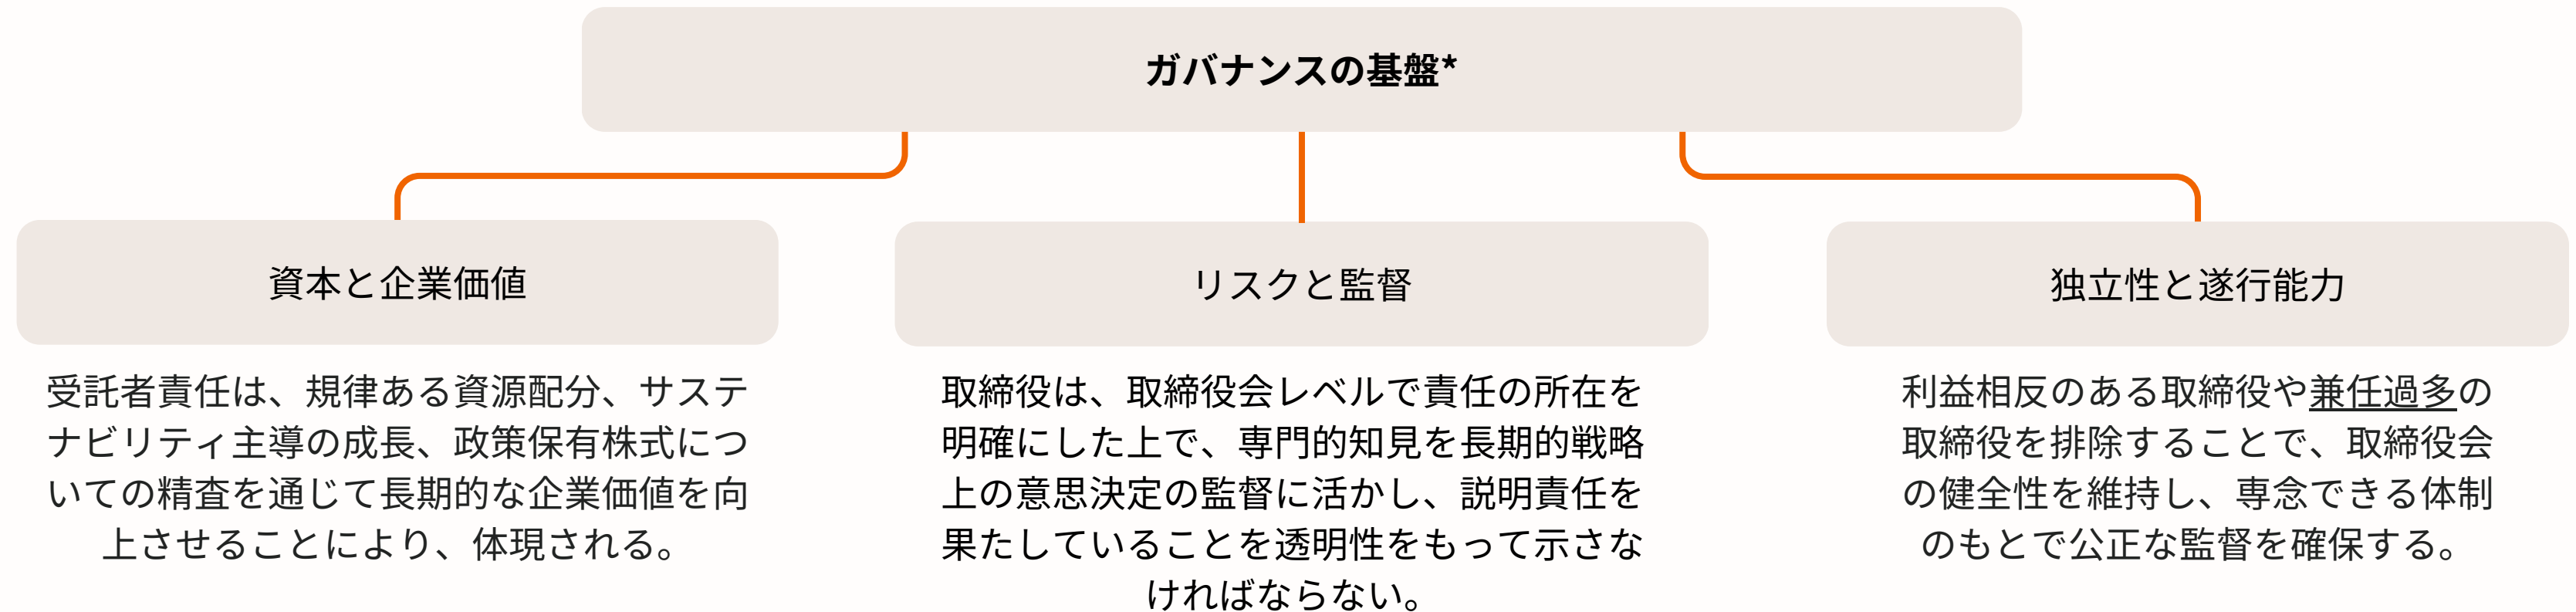 ガバナンスの基盤*
資本と企業価値
受託者責任は、規律ある資源配分、サステ
ナビリティ主導の成長、政策保有株式につ
いての精査を通じて長期的な企業価値を向
上させることにより、体現される。
リスクと監督
取締役は、取締役会レベルで責任の所在を
明確にした上で、専門的知見を長期的戦略
上の意思決定の監督に活かし、説明責任を
果たしていることを透明性をもって示さな
ければならない。
独立性と遂行能力
利益相反のある取締役や兼任過多の
取締役を排除することで、取締役会
の健全性を維持し、専念できる体制
のもとで公正な監督を確保する。